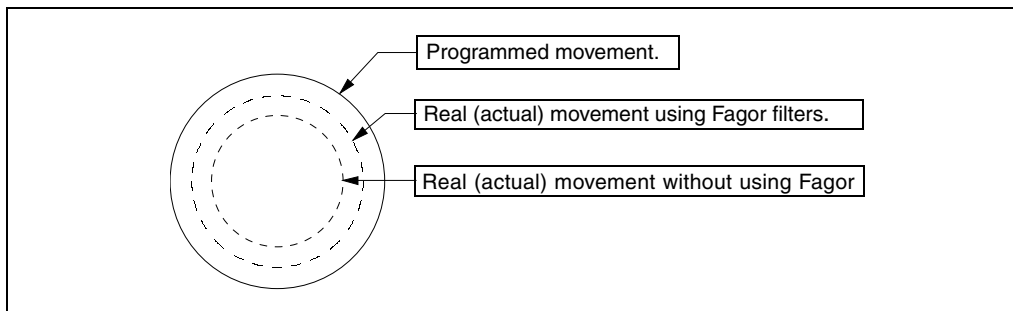 Programmed movement.
Real (actual) movement using Fagor filters.
Real (actual) movement without using Fagor